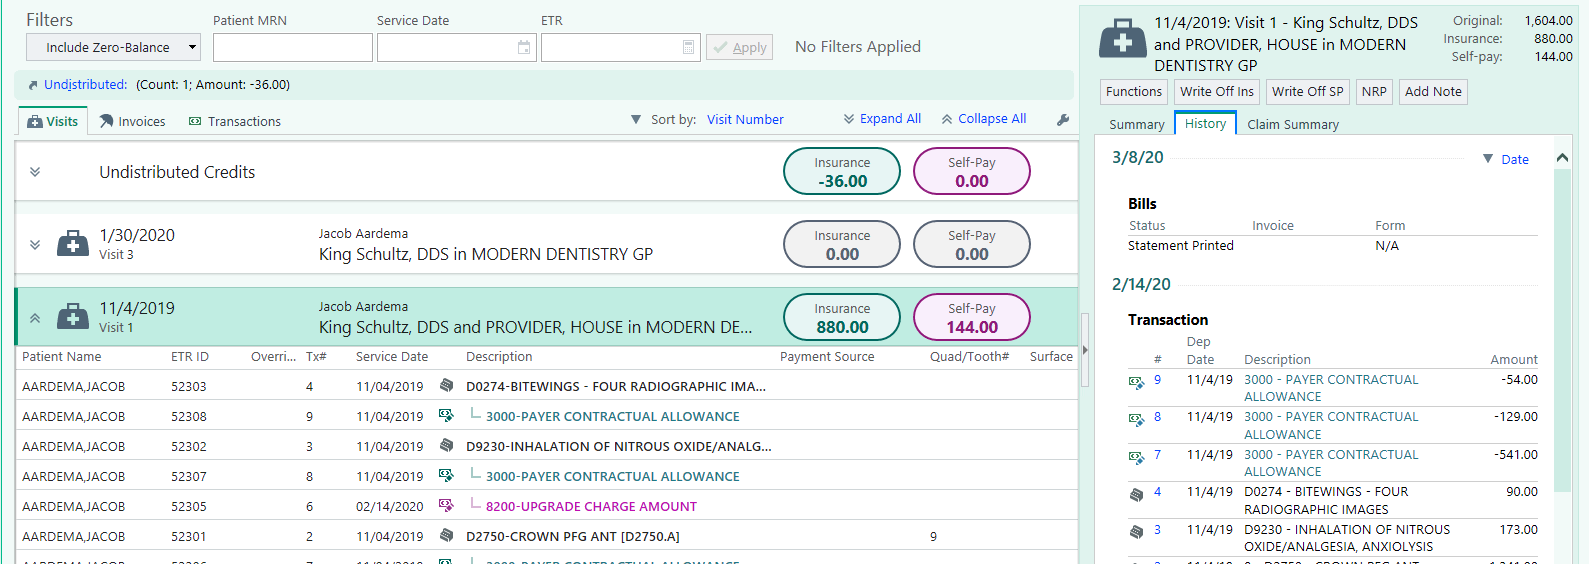 Filters
Patient MRN
Service Date
ETR
Include Zero-Balance
Apply
No Filters Applied
Undistributed: (Count: 1; Amount: -36.00)
Visits
Invoices
Transactions
Sort by: Visit Number
Expand All
Collapse All
Undistributed Credits
Insurance
-36.00
Self-Pay
0.00
1/30/2020
Visit 3
Jacob Aardema
King Schultz, DDS in MODERN DENTISTRY GP
Insurance
0.00
Self-Pay
0.00
11/4/2019
Visit 1
Jacob Aardema
King Schultz, DDS and PROVIDER, HOUSE in MODERN DE...
Insurance
880.00
Self-Pay
144.00
Patient Name ETR ID Overri... Tx# Service Date Description Payment Source Quad/Tooth# Surface
AARDEMA,JACOB 52303 4 11/04/2019 D0274-BITEWINGS - FOUR RADIOGRAPHIC IMA...
AARDEMA,JACOB 52308 9 11/04/2019 3000-PAYER CONTRACTUAL ALLOWANCE
AARDEMA,JACOB 52302 3 11/04/2019 D9230-INHALATION OF NITROUS OXIDE/ANALG...
AARDEMA,JACOB 52307 8 11/04/2019 3000-PAYER CONTRACTUAL ALLOWANCE
AARDEMA,JACOB 52305 6 02/14/2020 8200-UPGRADE CHARGE AMOUNT
AARDEMA,JACOB 52301 2 11/04/2019 D2750-CROWN PFG ANT [D2750.A] 9
11/4/2019: Visit 1 - King Schultz, DDS
and PROVIDER, HOUSE in MODERN
DENTISTRY GP
Original: 1,604.00
Insurance: 880.00
Self-pay: 144.00
Functions
Write Off Ins
Write Off SP
NRP
Add Note
Summary
History
Claim Summary
3/8/20
Date
Bills
Status Invoice Form
Statement Printed N/A
2/14/20
Transaction
Dep
# Date Description Amount
9 11/4/19 3000 - PAYER CONTRACTUAL -54.00
ALLOWANCE
8 11/4/19 3000 - PAYER CONTRACTUAL -129.00
ALLOWANCE
7 11/4/19 3000 - PAYER CONTRACTUAL -541.00
ALLOWANCE
4 11/4/19 D0274 - BITEWINGS - FOUR 90.00
RADIOGRAPHIC IMAGES
3 11/4/19 D9230 - INHALATION OF NITROUS 173.00
OXIDE/ANALGESIA, ANXIOLYSIS